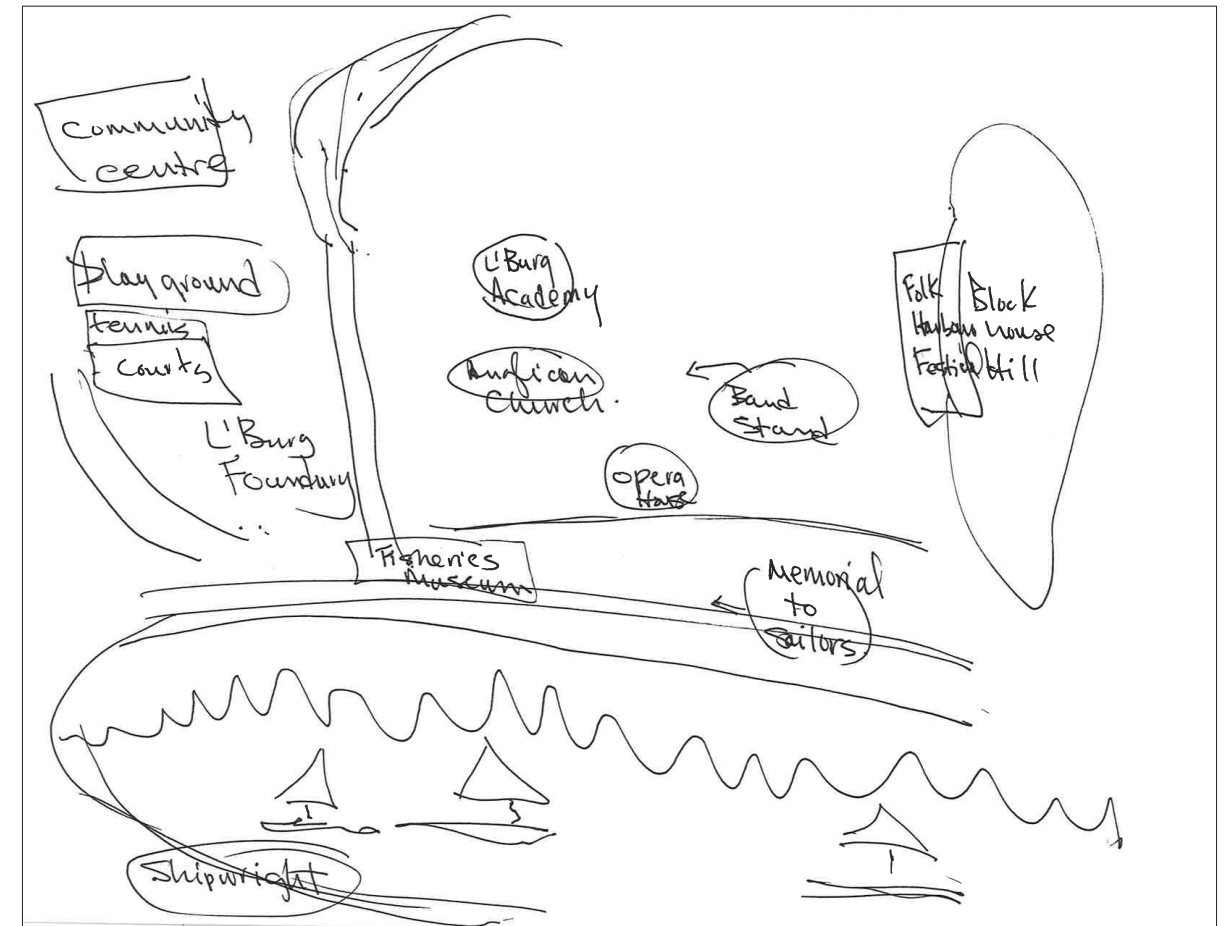 Community
centre
Playground
tennis
Courts
L'Burg
Foundury
L'Burg
Academy
Anglican
Church.
Band
Stand
Opera
House
Folk
Harbour
Festival
Block
house
Hill
Fisheries
Museum
Memorial
to
Sailors
Shipwright